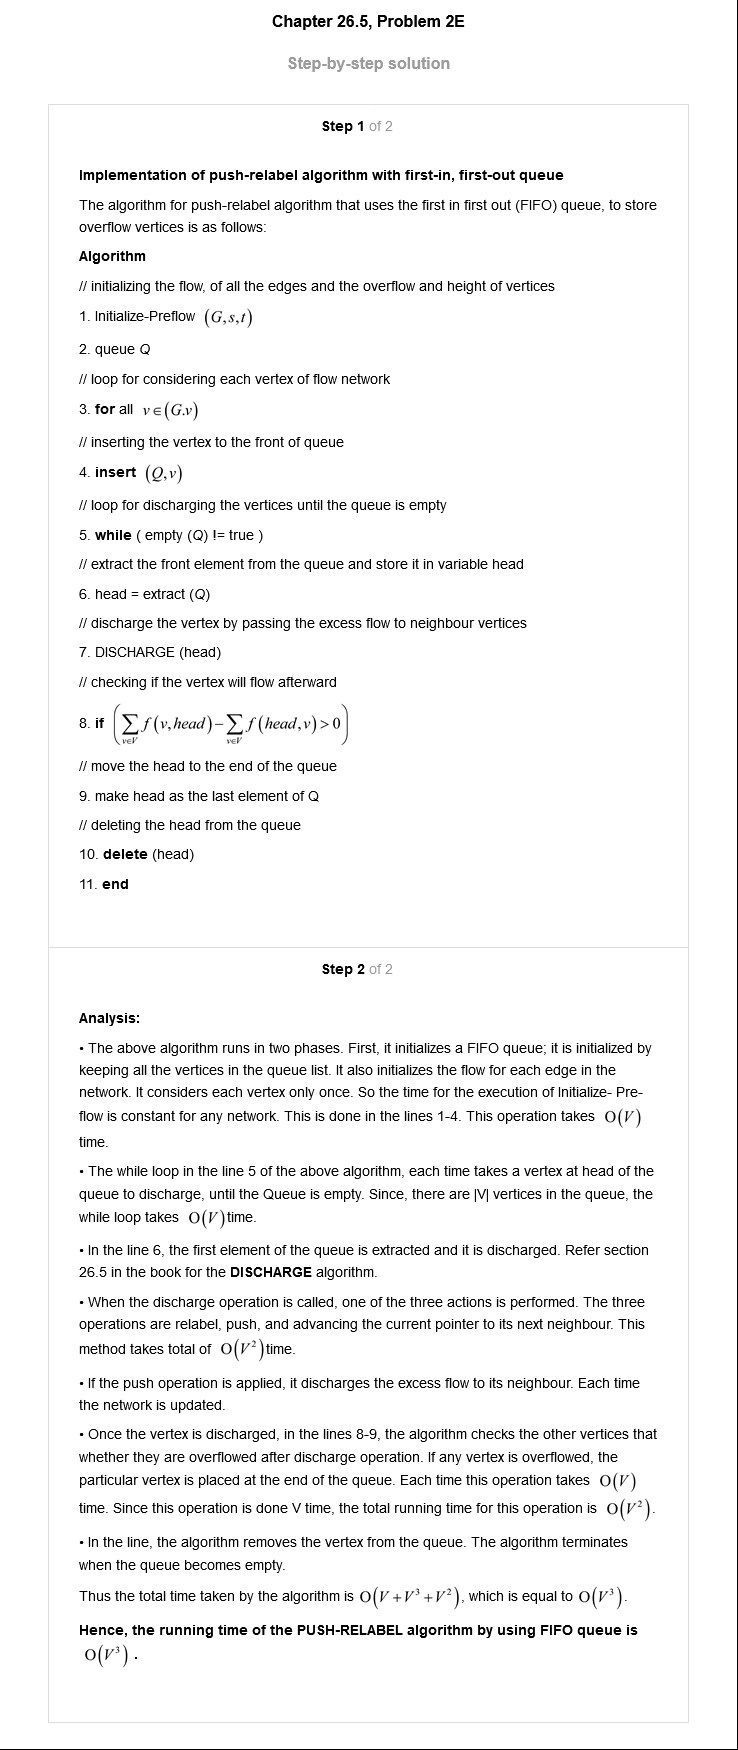 Chapter 26.5, Problem 2E
Step-by-step solution
Step 1 of 2
Implementation of push-relabel algorithm with first-in, first-out queue
The algorithm for push-relabel algorithm that uses the first in first out (FIFO) queue, to store
overflow vertices is as follows:
Algorithm
// initializing the flow, of all the edges and the overflow and height of vertices
1. Initialize-Preflow (G,s,t)
2. queue Q
// loop for considering each vertex of flow network
3. for all v∈(G.v)
// inserting the vertex to the front of queue
4. insert (Q,v)
// loop for discharging the vertices until the queue is empty
5. while ( empty (Q) != true )
// extract the front element from the queue and store it in variable head
6. head = extract (Q)
// discharge the vertex by passing the excess flow to neighbour vertices
7. DISCHARGE (head)
// checking if the vertex will flow afterward
8. if (∑v∈V f(v,head)−∑v∈V f(head,v)>0)
// move the head to the end of the queue
9. make head as the last element of Q
// deleting the head from the queue
10. delete (head)
11. end
Step 2 of 2
Analysis:
• The above algorithm runs in two phases. First, it initializes a FIFO queue; it is initialized by
keeping all the vertices in the queue list. It also initializes the flow for each edge in the
network. It considers each vertex only once. So the time for the execution of Initialize- Pre-
flow is constant for any network. This is done in the lines 1-4. This operation takes O(V)
time.
• The while loop in the line 5 of the above algorithm, each time takes a vertex at head of the
queue to discharge, until the Queue is empty. Since, there are |V| vertices in the queue, the
while loop takes O(V)time.
• In the line 6, the first element of the queue is extracted and it is discharged. Refer section
26.5 in the book for the DISCHARGE algorithm.
• When the discharge operation is called, one of the three actions is performed. The three
operations are relabel, push, and advancing the current pointer to its next neighbour. This
method takes total of O(V²)time.
• If the push operation is applied, it discharges the excess flow to its neighbour. Each time
the network is updated.
• Once the vertex is discharged, in the lines 8-9, the algorithm checks the other vertices that
whether they are overflowed after discharge operation. If any vertex is overflowed, the
particular vertex is placed at the end of the queue. Each time this operation takes O(V)
time. Since this operation is done V time, the total running time for this operation is O(V²).
• In the line, the algorithm removes the vertex from the queue. The algorithm terminates
when the queue becomes empty.
Thus the total time taken by the algorithm is O(V+V³+V²), which is equal to O(V³).
Hence, the running time of the PUSH-RELABEL algorithm by using FIFO queue is
O(V³) .